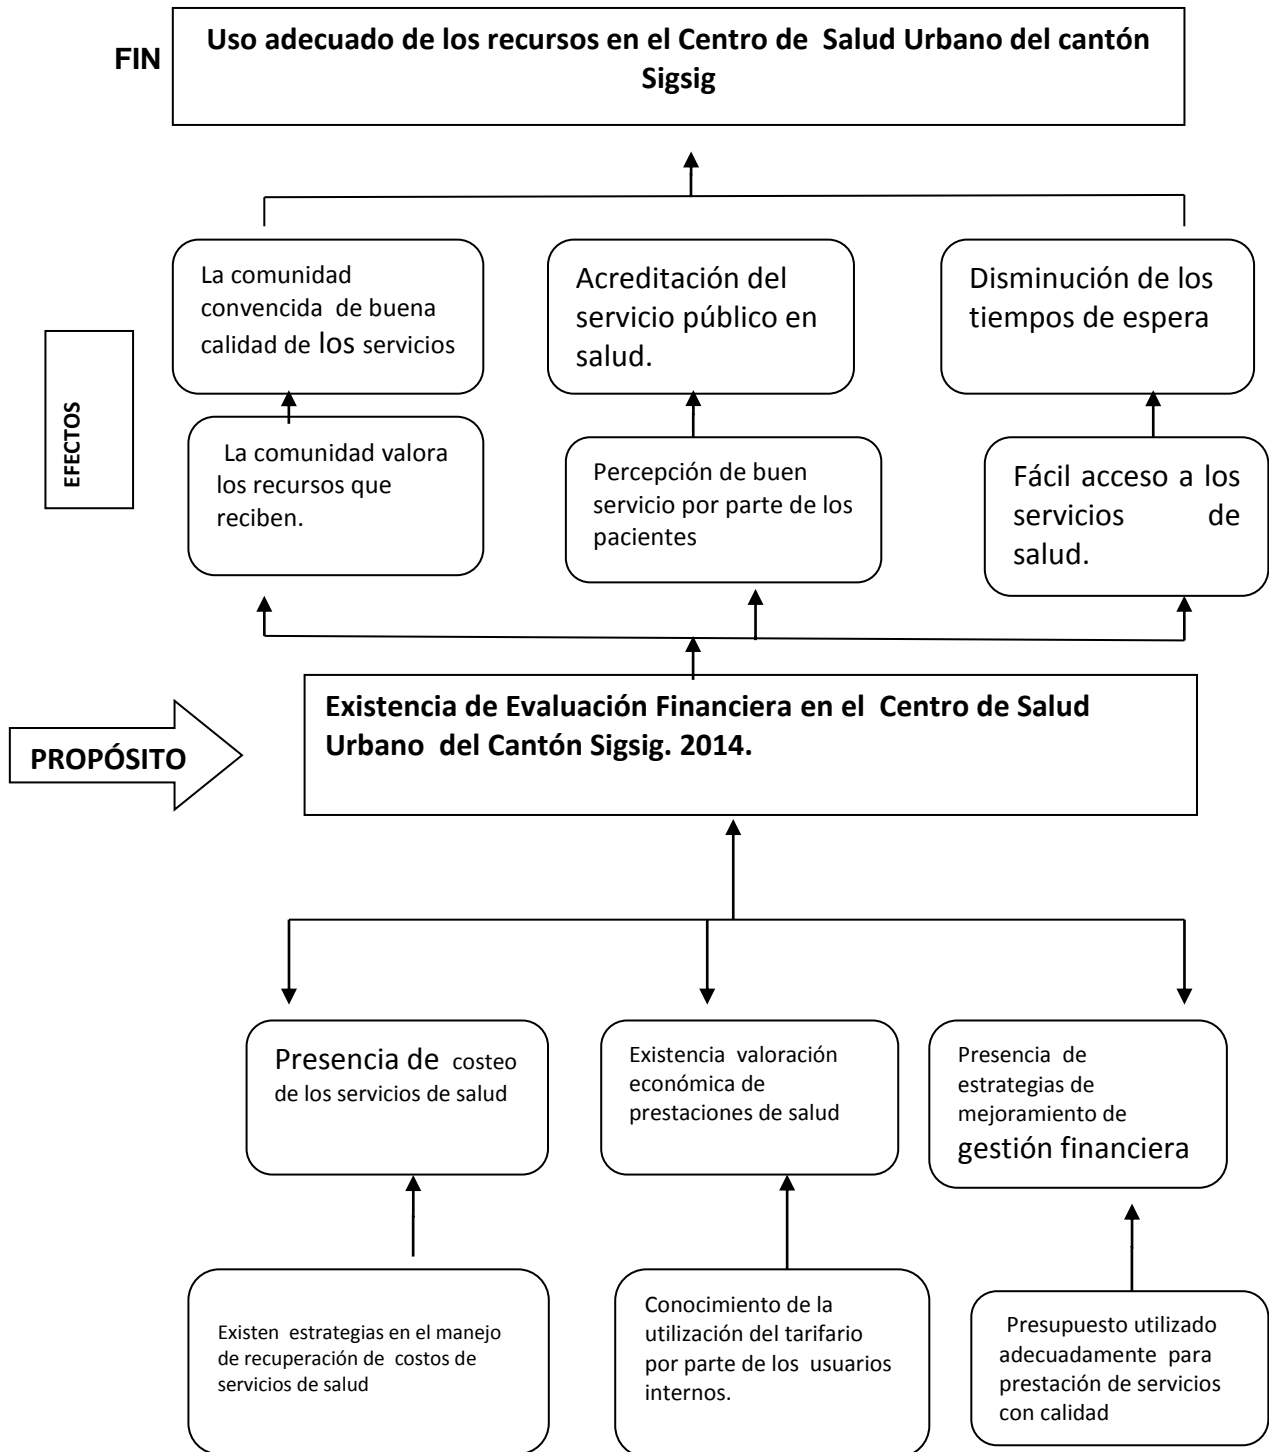 FIN
Uso adecuado de los recursos en el Centro de Salud Urbano del cantón
Sigsig
EFECTOS
La comunidad
convencida de buena
calidad de los servicios
Acreditación del
servicio público en
salud.
Disminución de los
tiempos de espera
La comunidad valora
los recursos que
reciben.
Percepción de buen
servicio por parte de los
pacientes
Fácil acceso a los
servicios de
salud.
PROPÓSITO
Existencia de Evaluación Financiera en el Centro de Salud
Urbano del Cantón Sigsig. 2014.
Presencia de costeo
de los servicios de salud
Existencia valoración
económica de
prestaciones de salud
Presencia de
estrategias de
mejoramiento de
gestión financiera
Existen estrategias en el manejo
de recuperación de costos de
servicios de salud
Conocimiento de la
utilización del tarifario
por parte de los usuarios
internos.
Presupuesto utilizado
adecuadamente para
prestación de servicios
con calidad